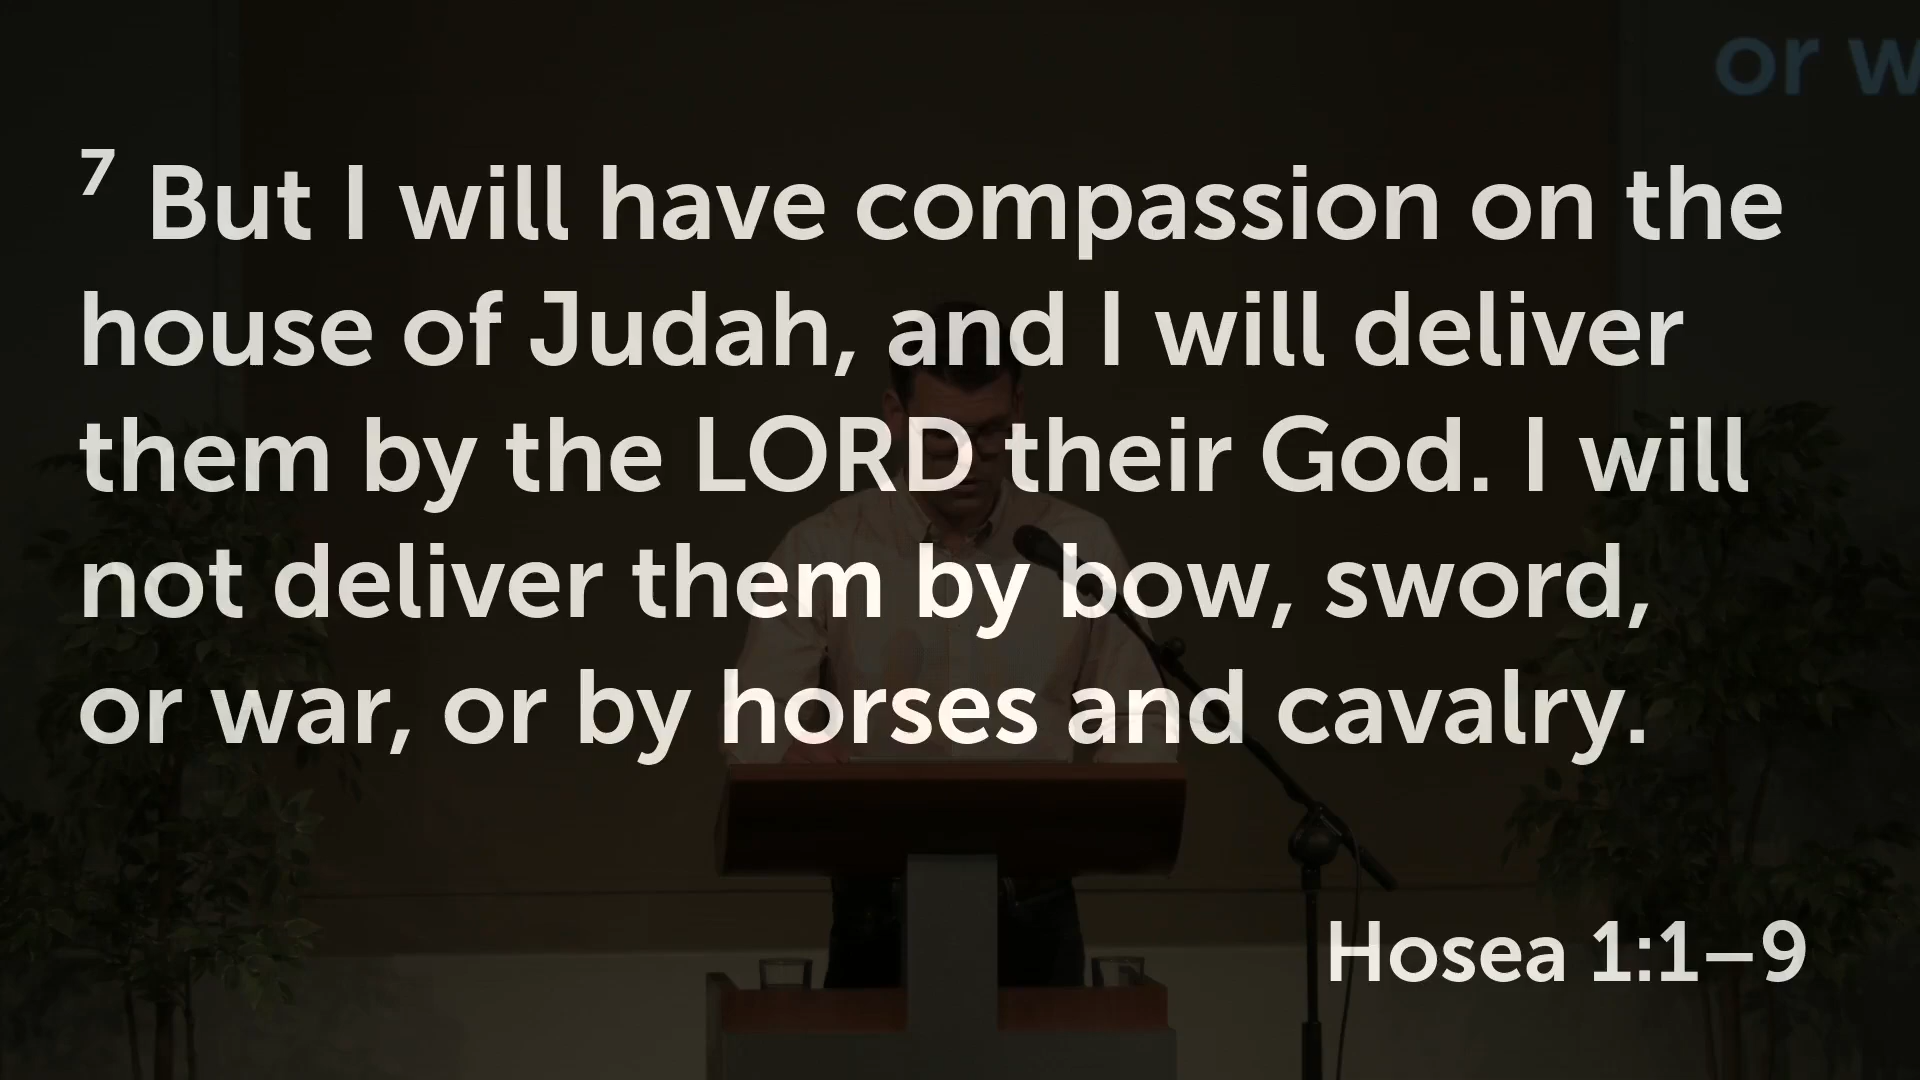 or w
⁷ But I will have compassion on the
house of Judah, and I will deliver
them by the LORD their God. I will
not deliver them by bow, sword,
or war, or by horses and cavalry.
Hosea 1:1–9